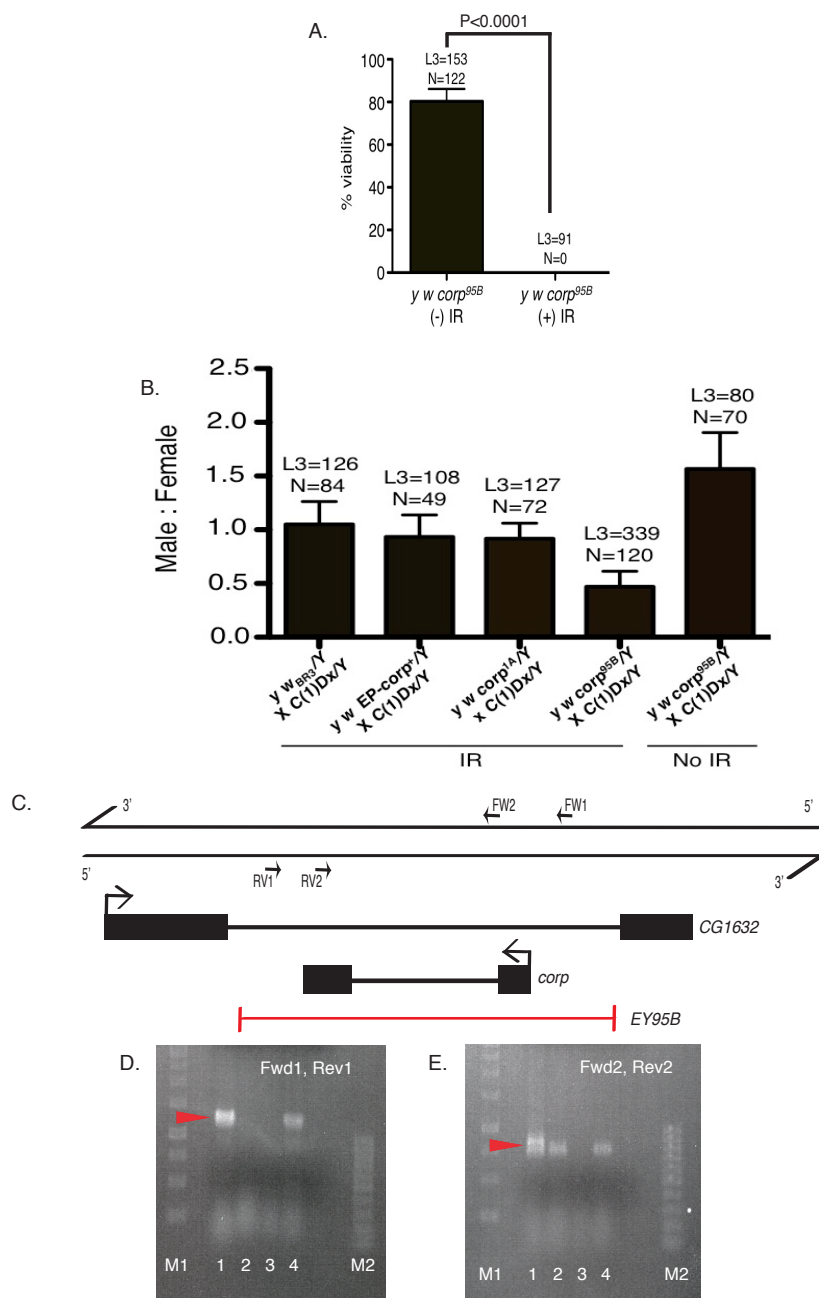 A.
P<0.0001
L3=153
N=122
100
80
60
40
20
0
% viability
L3=91
N=0
y w corp95B
(-) IR
y w corp95B
(+) IR
B.
2.5
2.0
1.5
1.0
0.5
0.0
Male : Female
L3=126
N=84
L3=108
N=49
L3=127
N=72
L3=339
N=120
L3=80
N=70
y wBR3/Y
X C(1)Dx/Y
y w EP-corp+/Y
X C(1)Dx/Y
y w corp1A/Y
x C(1)Dx/Y
y w corp95B/Y
X C(1)Dx/Y
y w corp95B/Y
X C(1)Dx/Y
IR
No IR
C.
3'
FW2
FW1
5'
5'
RV1
RV2
3'
CG1632
corp
EY95B
D.
Fwd1, Rev1
M1 1 2 3 4 M2
E.
Fwd2, Rev2
M1 1 2 3 4 M2